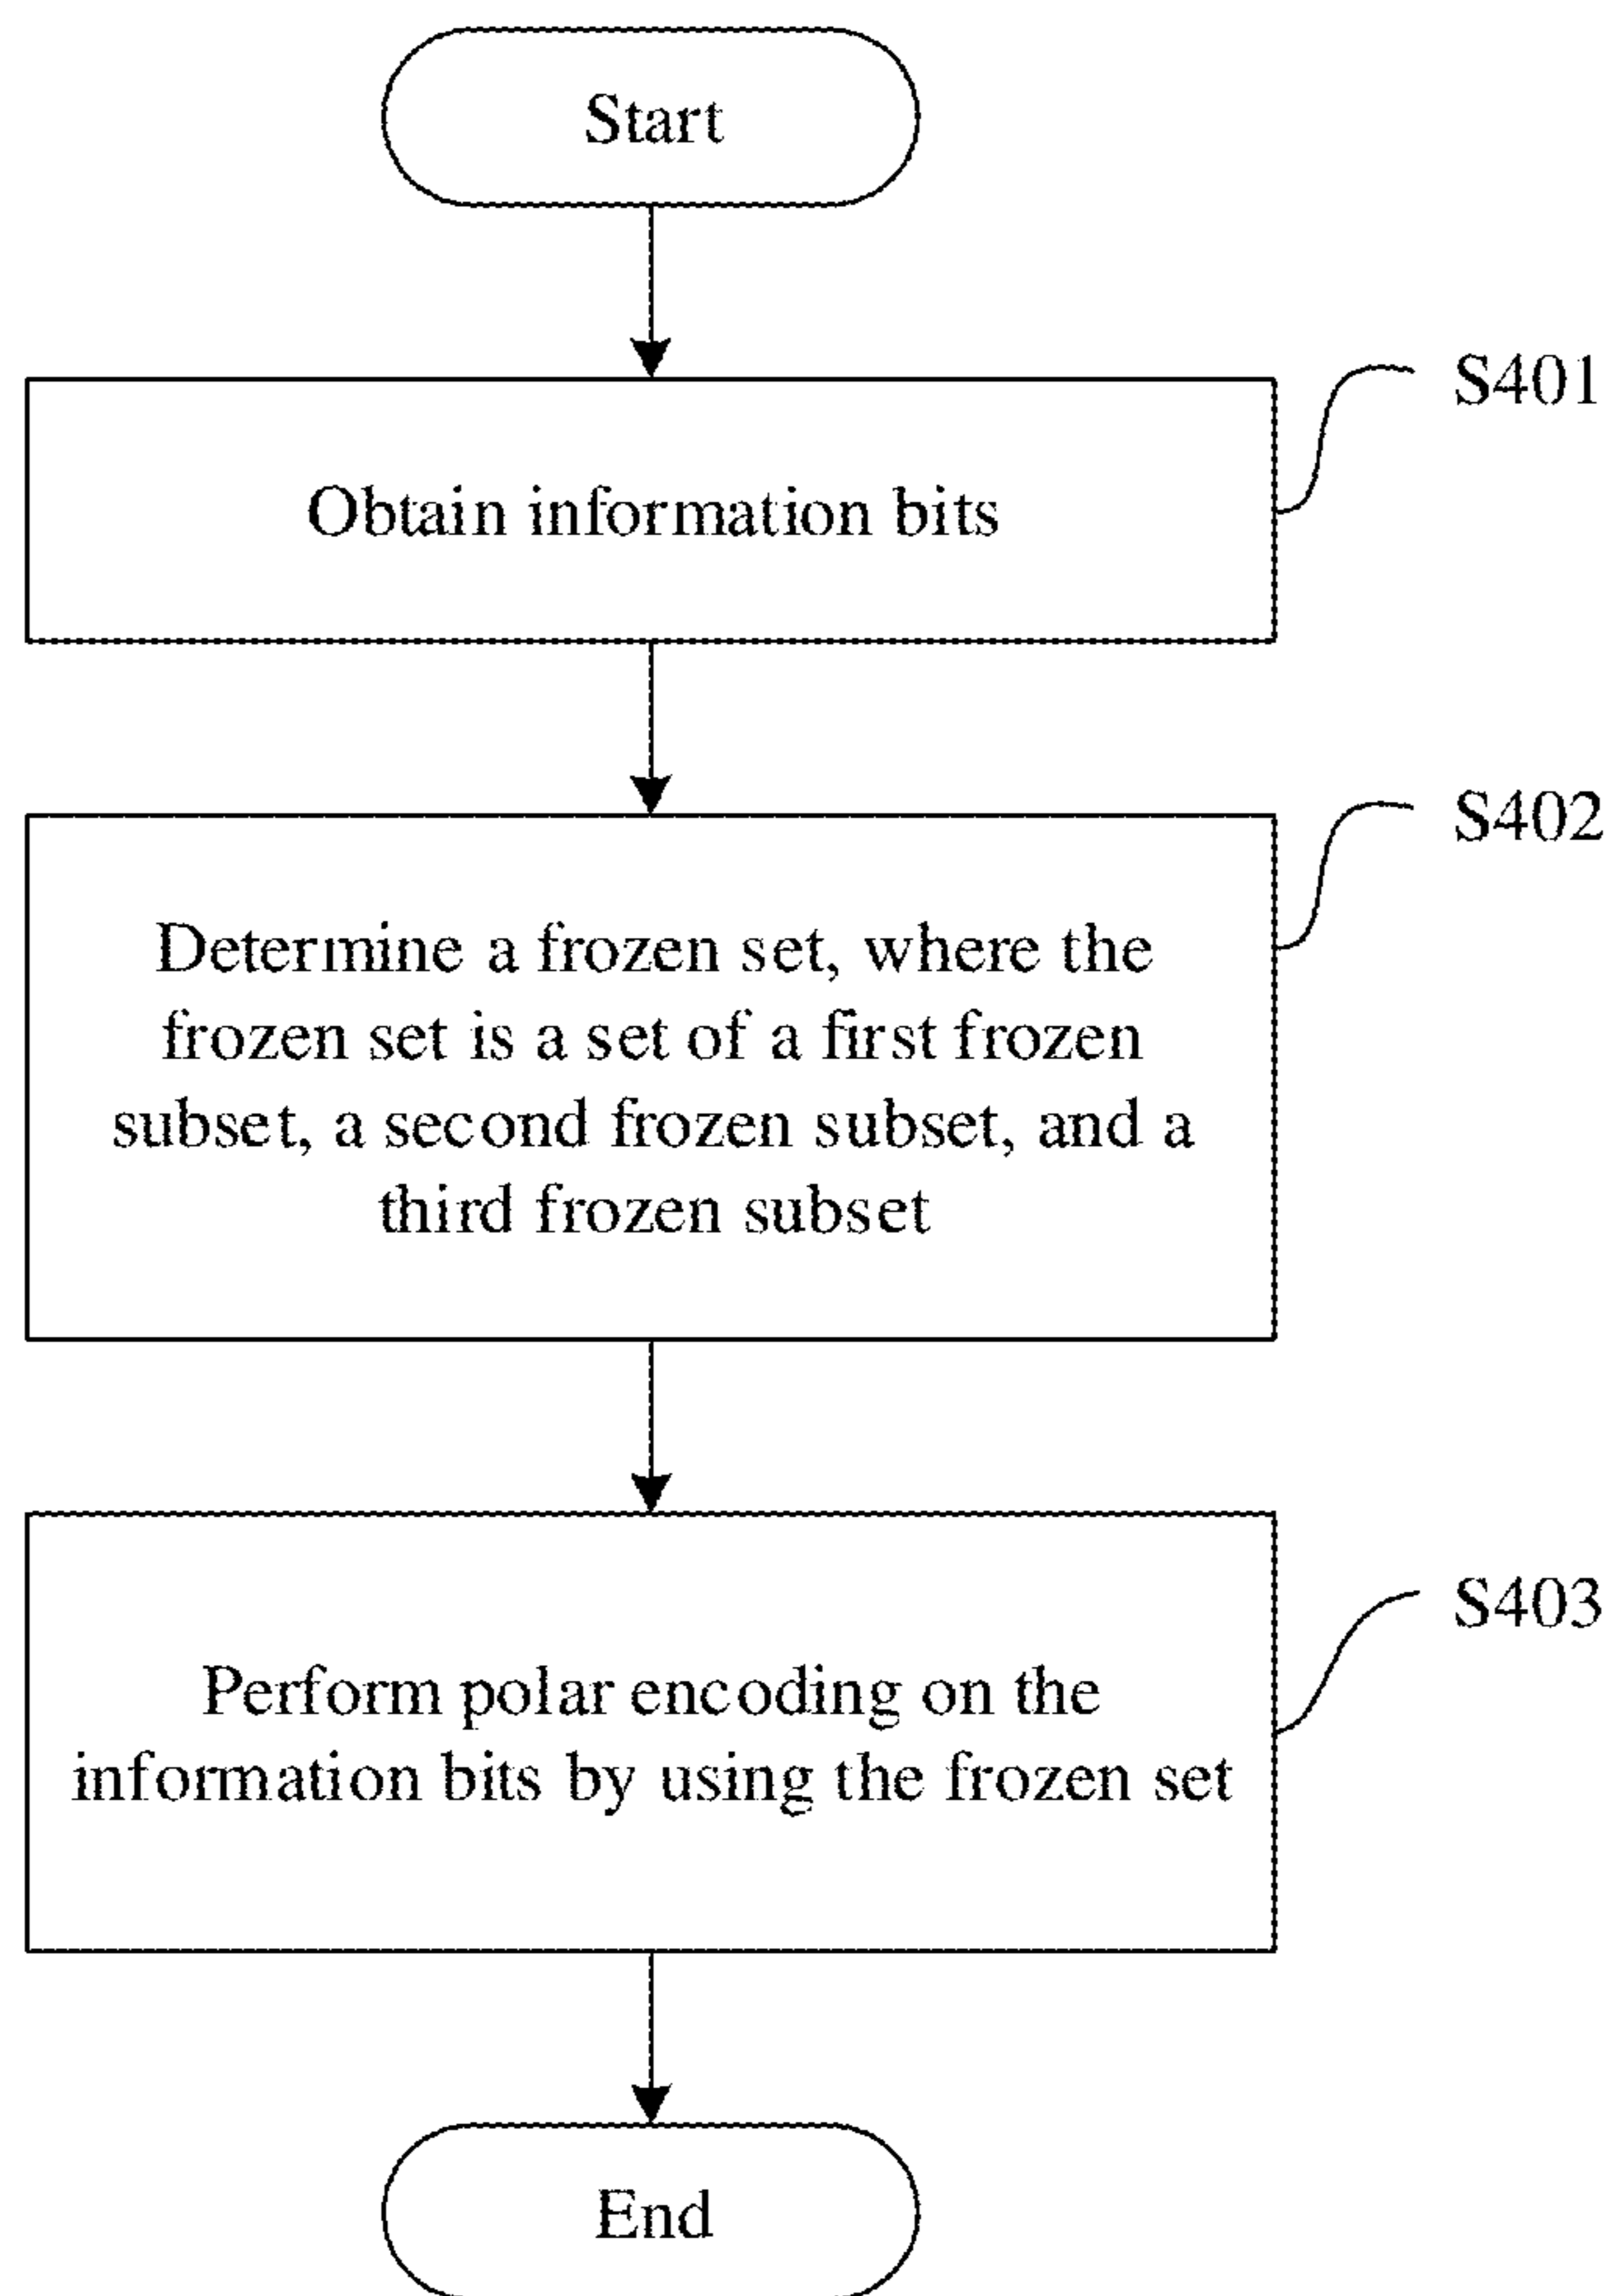 Start
S401
Obtain information bits
S402
Determine a frozen set, where the
frozen set is a set of a first frozen
subset, a second frozen subset, and a
third frozen subset
S403
Perform polar encoding on the
information bits by using the frozen set
End